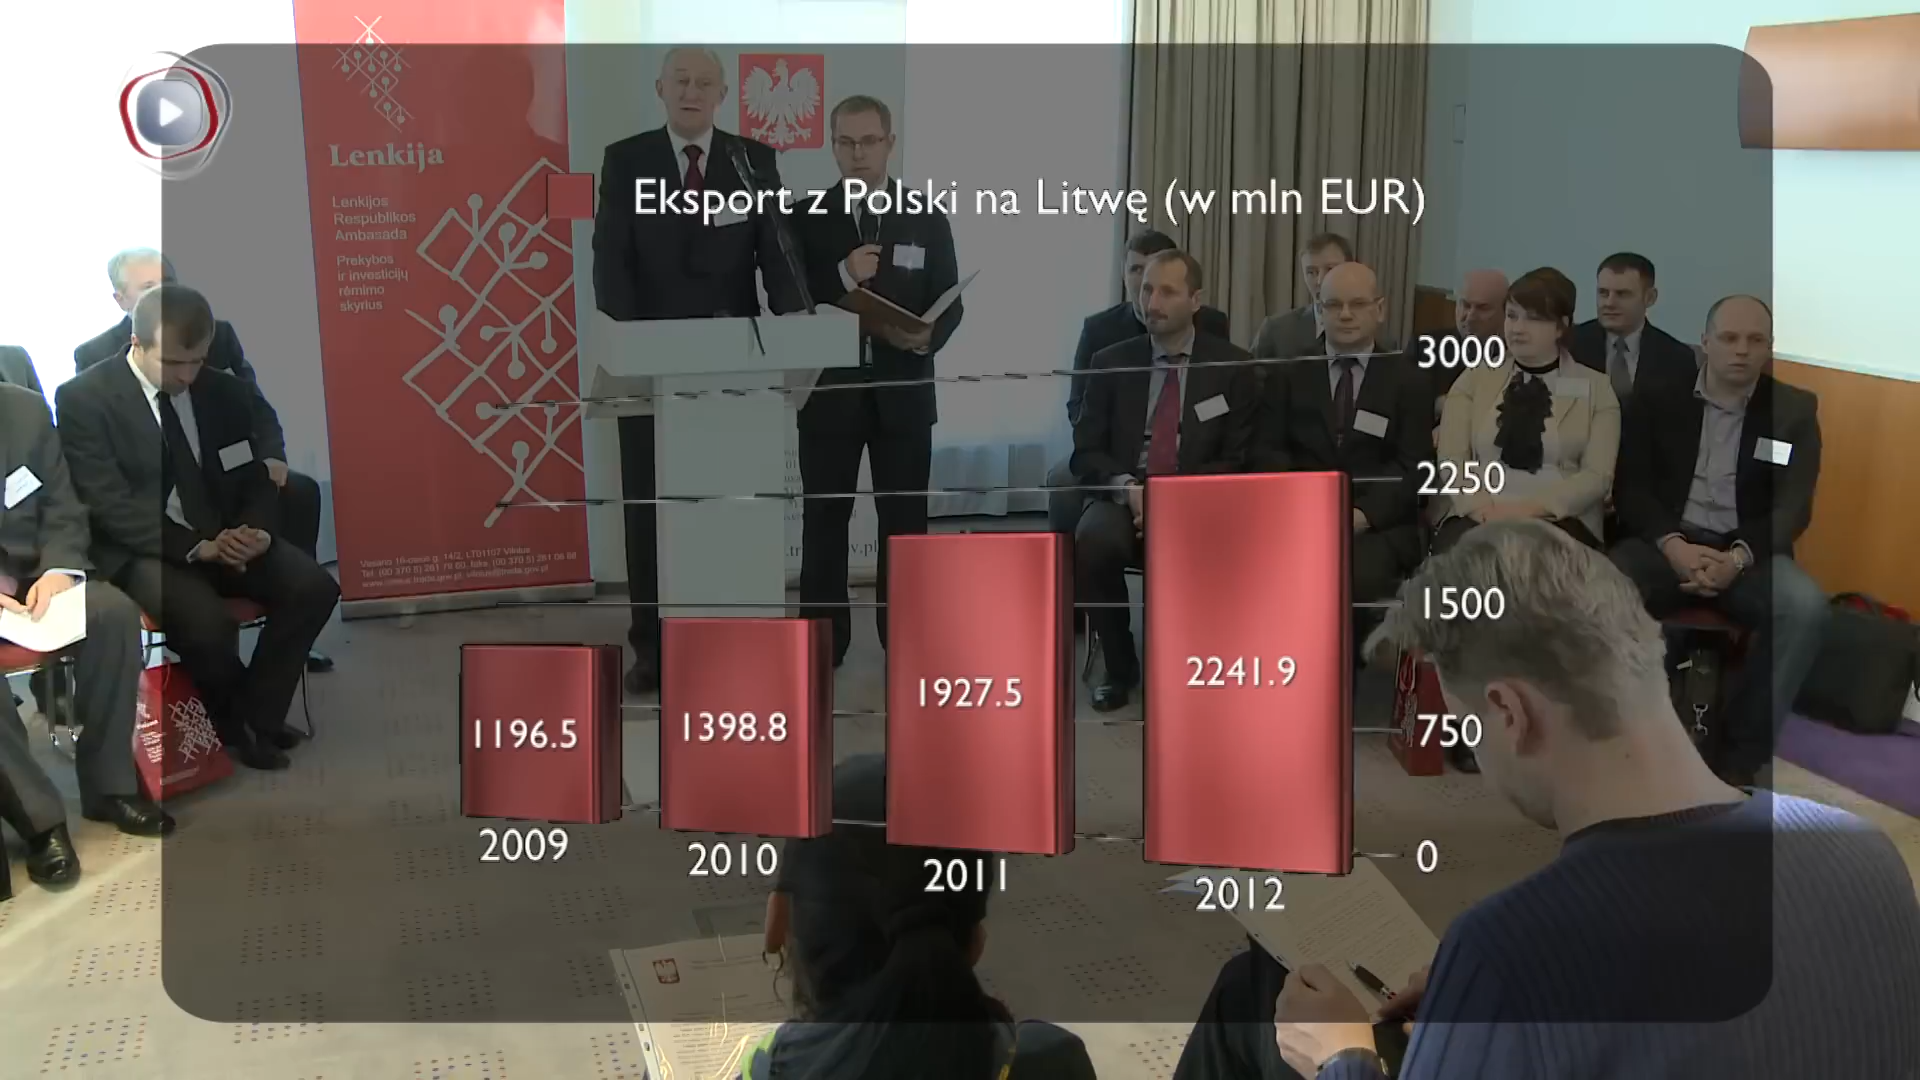 Lenkija
Lenkijos
Respublikos
Ambasada
Prekybos
ir investicijų
rėmimo
skyrius
Eksport z Polski na Litwę (w mln EUR)
3000
2250
1500
750
0
1196.5
1398.8
1927.5
2241.9
2009
2010
2011
2012